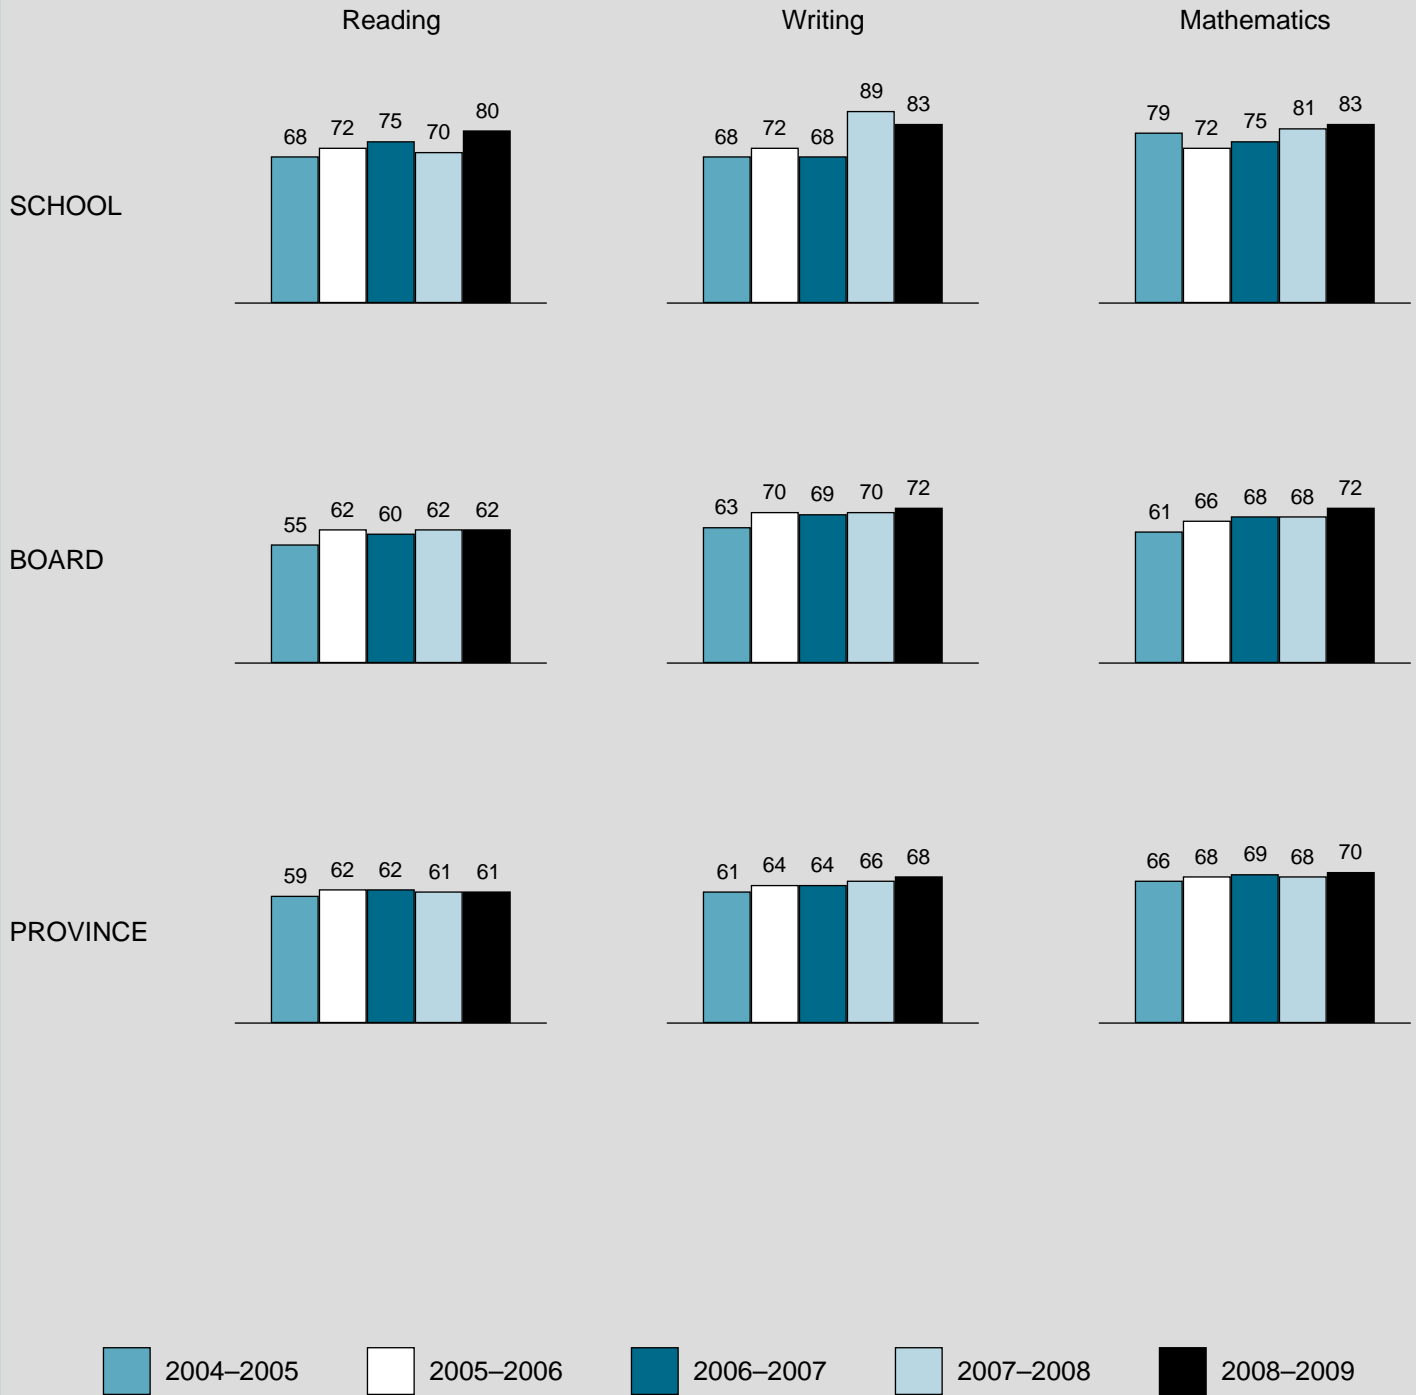 Reading Writing Mathematics
68 72 75 70 80 68 72 68 89 83 79 72 75 81 83
SCHOOL
55 62 60 62 62 63 70 69 70 72 61 66 68 68 72
BOARD
59 62 62 61 61 61 64 64 66 68 66 68 69 68 70
PROVINCE
2004–2005 2005–2006 2006–2007 2007–2008 2008–2009